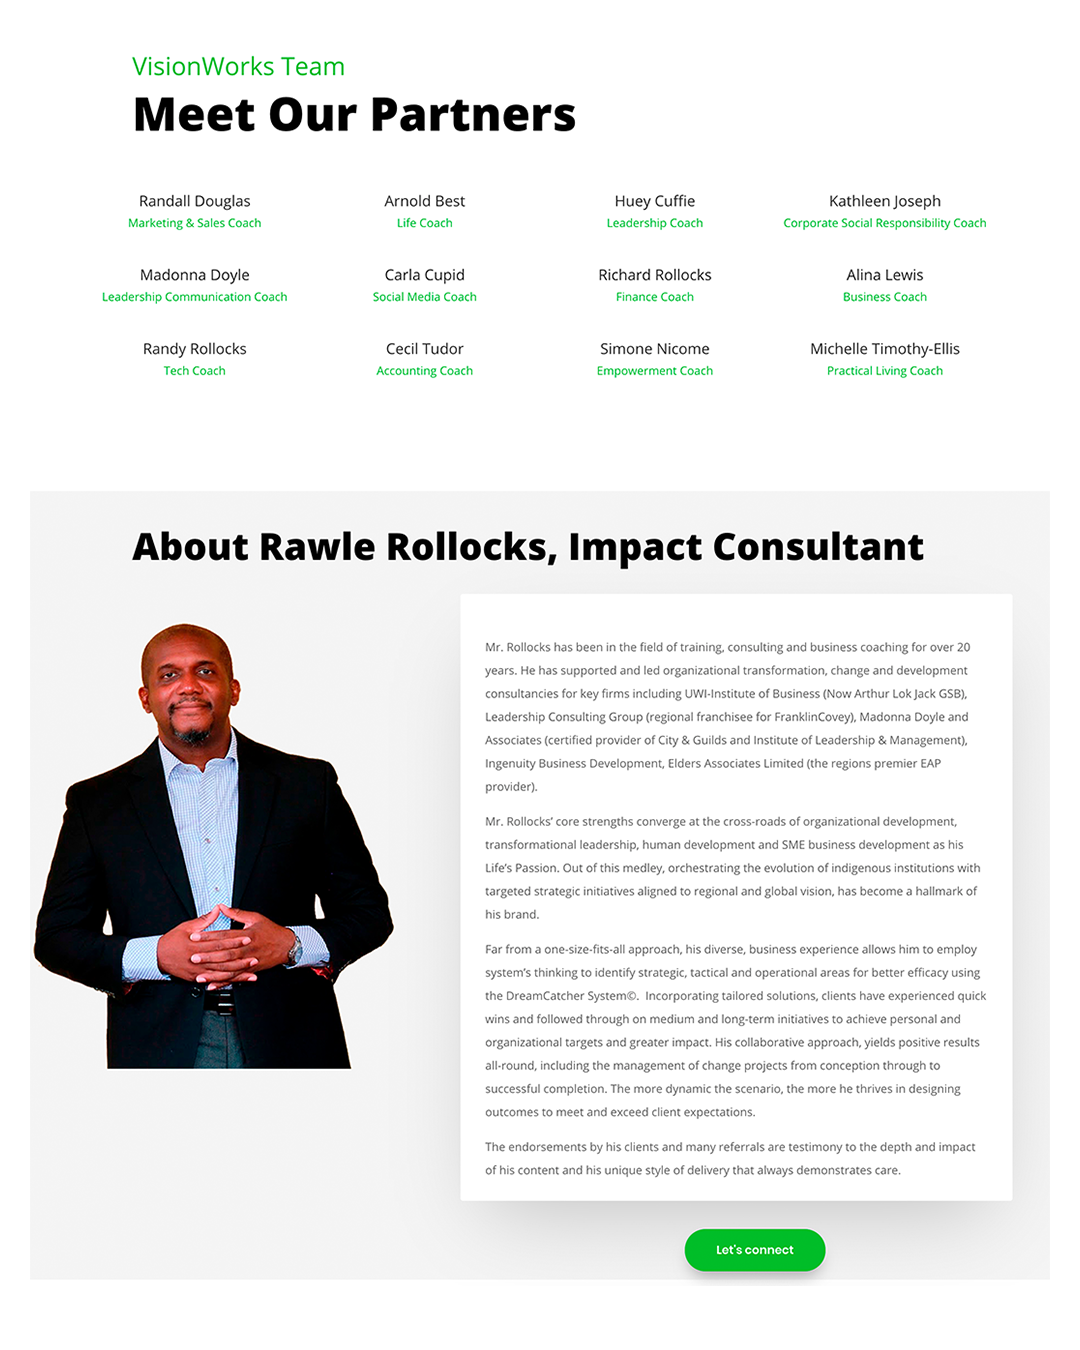 VisionWorks Team
Meet Our Partners
Randall Douglas
Marketing & Sales Coach
Arnold Best
Life Coach
Huey Cuffie
Leadership Coach
Kathleen Joseph
Corporate Social Responsibility Coach
Madonna Doyle
Leadership Communication Coach
Carla Cupid
Social Media Coach
Richard Rollocks
Finance Coach
Alina Lewis
Business Coach
Randy Rollocks
Tech Coach
Cecil Tudor
Accounting Coach
Simone Nicome
Empowerment Coach
Michelle Timothy-Ellis
Practical Living Coach
About Rawle Rollocks, Impact Consultant
Mr. Rollocks has been in the field of training, consulting and business coaching for over 20
years. He has supported and led organizational transformation, change and development
consultancies for key firms including UWI-Institute of Business (Now Arthur Lok Jack GSB),
Leadership Consulting Group (regional franchisee for FranklinCovey), Madonna Doyle and
Associates (certified provider of City & Guilds and Institute of Leadership & Management),
Ingenuity Business Development, Elders Associates Limited (the regions premier EAP
provider).
Mr. Rollocks’ core strengths converge at the cross-roads of organizational development,
transformational leadership, human development and SME business development as his
Life’s Passion. Out of this medley, orchestrating the evolution of indigenous institutions with
targeted strategic initiatives aligned to regional and global vision, has become a hallmark of
his brand.
Far from a one-size-fits-all approach, his diverse, business experience allows him to employ
system’s thinking to identify strategic, tactical and operational areas for better efficacy using
the DreamCatcher System©. Incorporating tailored solutions, clients have experienced quick
wins and followed through on medium and long-term initiatives to achieve personal and
organizational targets and greater impact. His collaborative approach, yields positive results
all-round, including the management of change projects from conception through to
successful completion. The more dynamic the scenario, the more he thrives in designing
outcomes to meet and exceed client expectations.
The endorsements by his clients and many referrals are testimony to the depth and impact
of his content and his unique style of delivery that always demonstrates care.
Let's connect